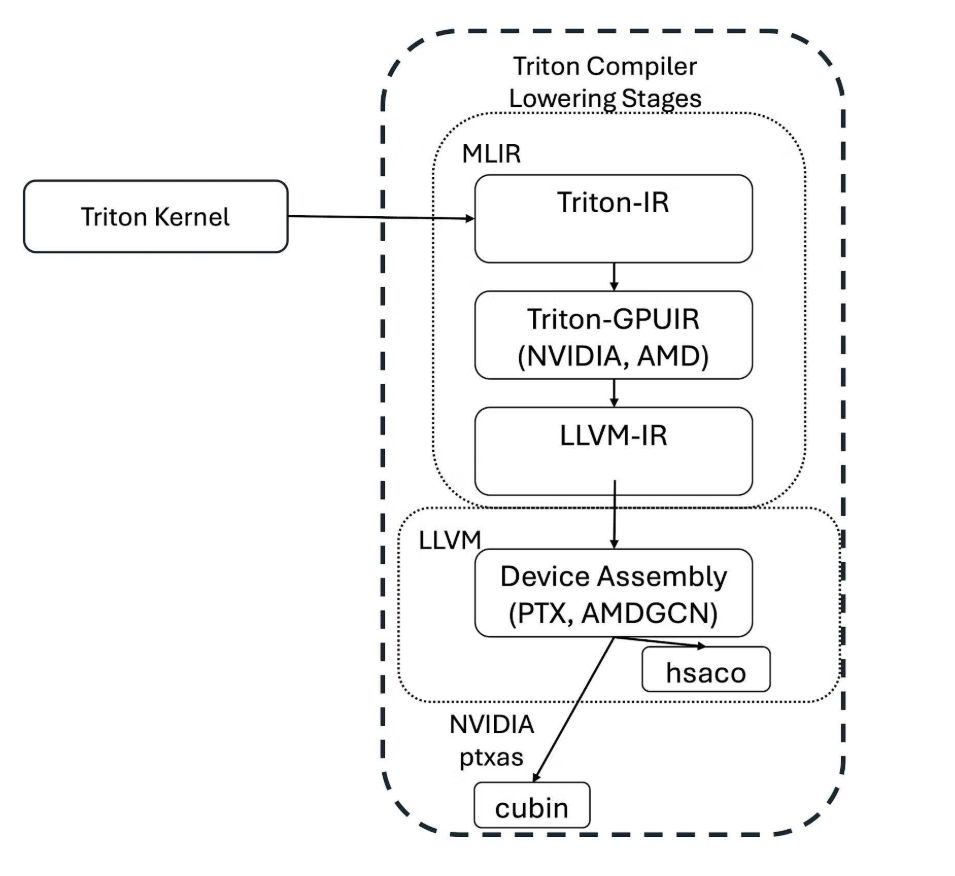 Triton Compiler
Lowering Stages
MLIR
Triton Kernel
Triton-IR
Triton-GPUIR
(NVIDIA, AMD)
LLVM-IR
LLVM
Device Assembly
(PTX, AMDGCN)
hsaco
NVIDIA
ptxas
cubin